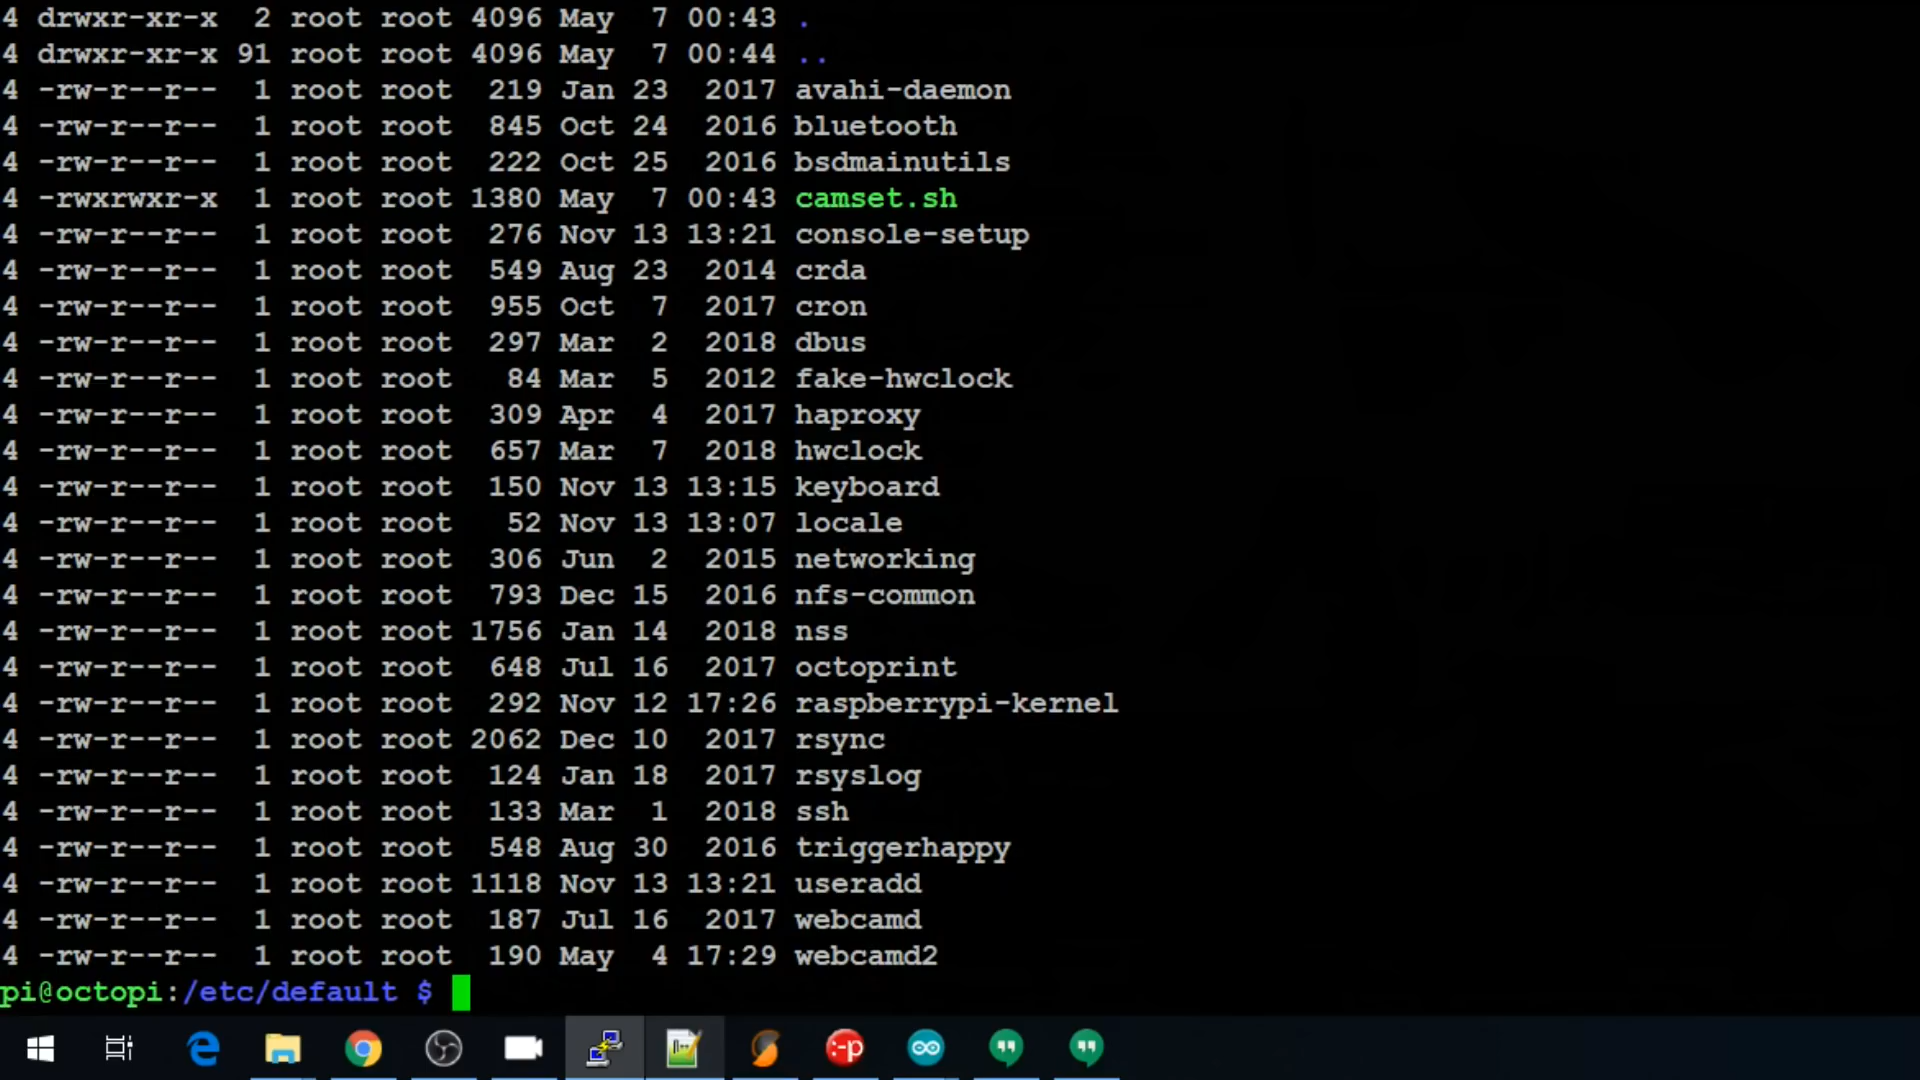 4 drwxr-xr-x  2 root root 4096 May  7 00:43 .
4 drwxr-xr-x 91 root root 4096 May  7 00:44 ..
4 -rw-r--r--  1 root root  219 Jan 23  2017 avahi-daemon
4 -rw-r--r--  1 root root  845 Oct 24  2016 bluetooth
4 -rw-r--r--  1 root root  222 Oct 25  2016 bsdmainutils
4 -rwxrwxr-x  1 root root 1380 May  7 00:43 camset.sh
4 -rw-r--r--  1 root root  276 Nov 13 13:21 console-setup
4 -rw-r--r--  1 root root  549 Aug 23  2014 crda
4 -rw-r--r--  1 root root  955 Oct  7  2017 cron
4 -rw-r--r--  1 root root  297 Mar  2  2018 dbus
4 -rw-r--r--  1 root root   84 Mar  5  2012 fake-hwclock
4 -rw-r--r--  1 root root  309 Apr  4  2017 haproxy
4 -rw-r--r--  1 root root  657 Mar  7  2018 hwclock
4 -rw-r--r--  1 root root  150 Nov 13 13:15 keyboard
4 -rw-r--r--  1 root root   52 Nov 13 13:07 locale
4 -rw-r--r--  1 root root  306 Jun  2  2015 networking
4 -rw-r--r--  1 root root  793 Dec 15  2016 nfs-common
4 -rw-r--r--  1 root root 1756 Jan 14  2018 nss
4 -rw-r--r--  1 root root  648 Jul 16  2017 octoprint
4 -rw-r--r--  1 root root  292 Nov 12 17:26 raspberrypi-kernel
4 -rw-r--r--  1 root root 2062 Dec 10  2017 rsync
4 -rw-r--r--  1 root root  124 Jan 18  2017 rsyslog
4 -rw-r--r--  1 root root  133 Mar  1  2018 ssh
4 -rw-r--r--  1 root root  548 Aug 30  2016 triggerhappy
4 -rw-r--r--  1 root root 1118 Nov 13 13:21 useradd
4 -rw-r--r--  1 root root  187 Jul 16  2017 webcamd
4 -rw-r--r--  1 root root  190 May  4 17:29 webcamd2
pi@octopi:/etc/default $
:-p